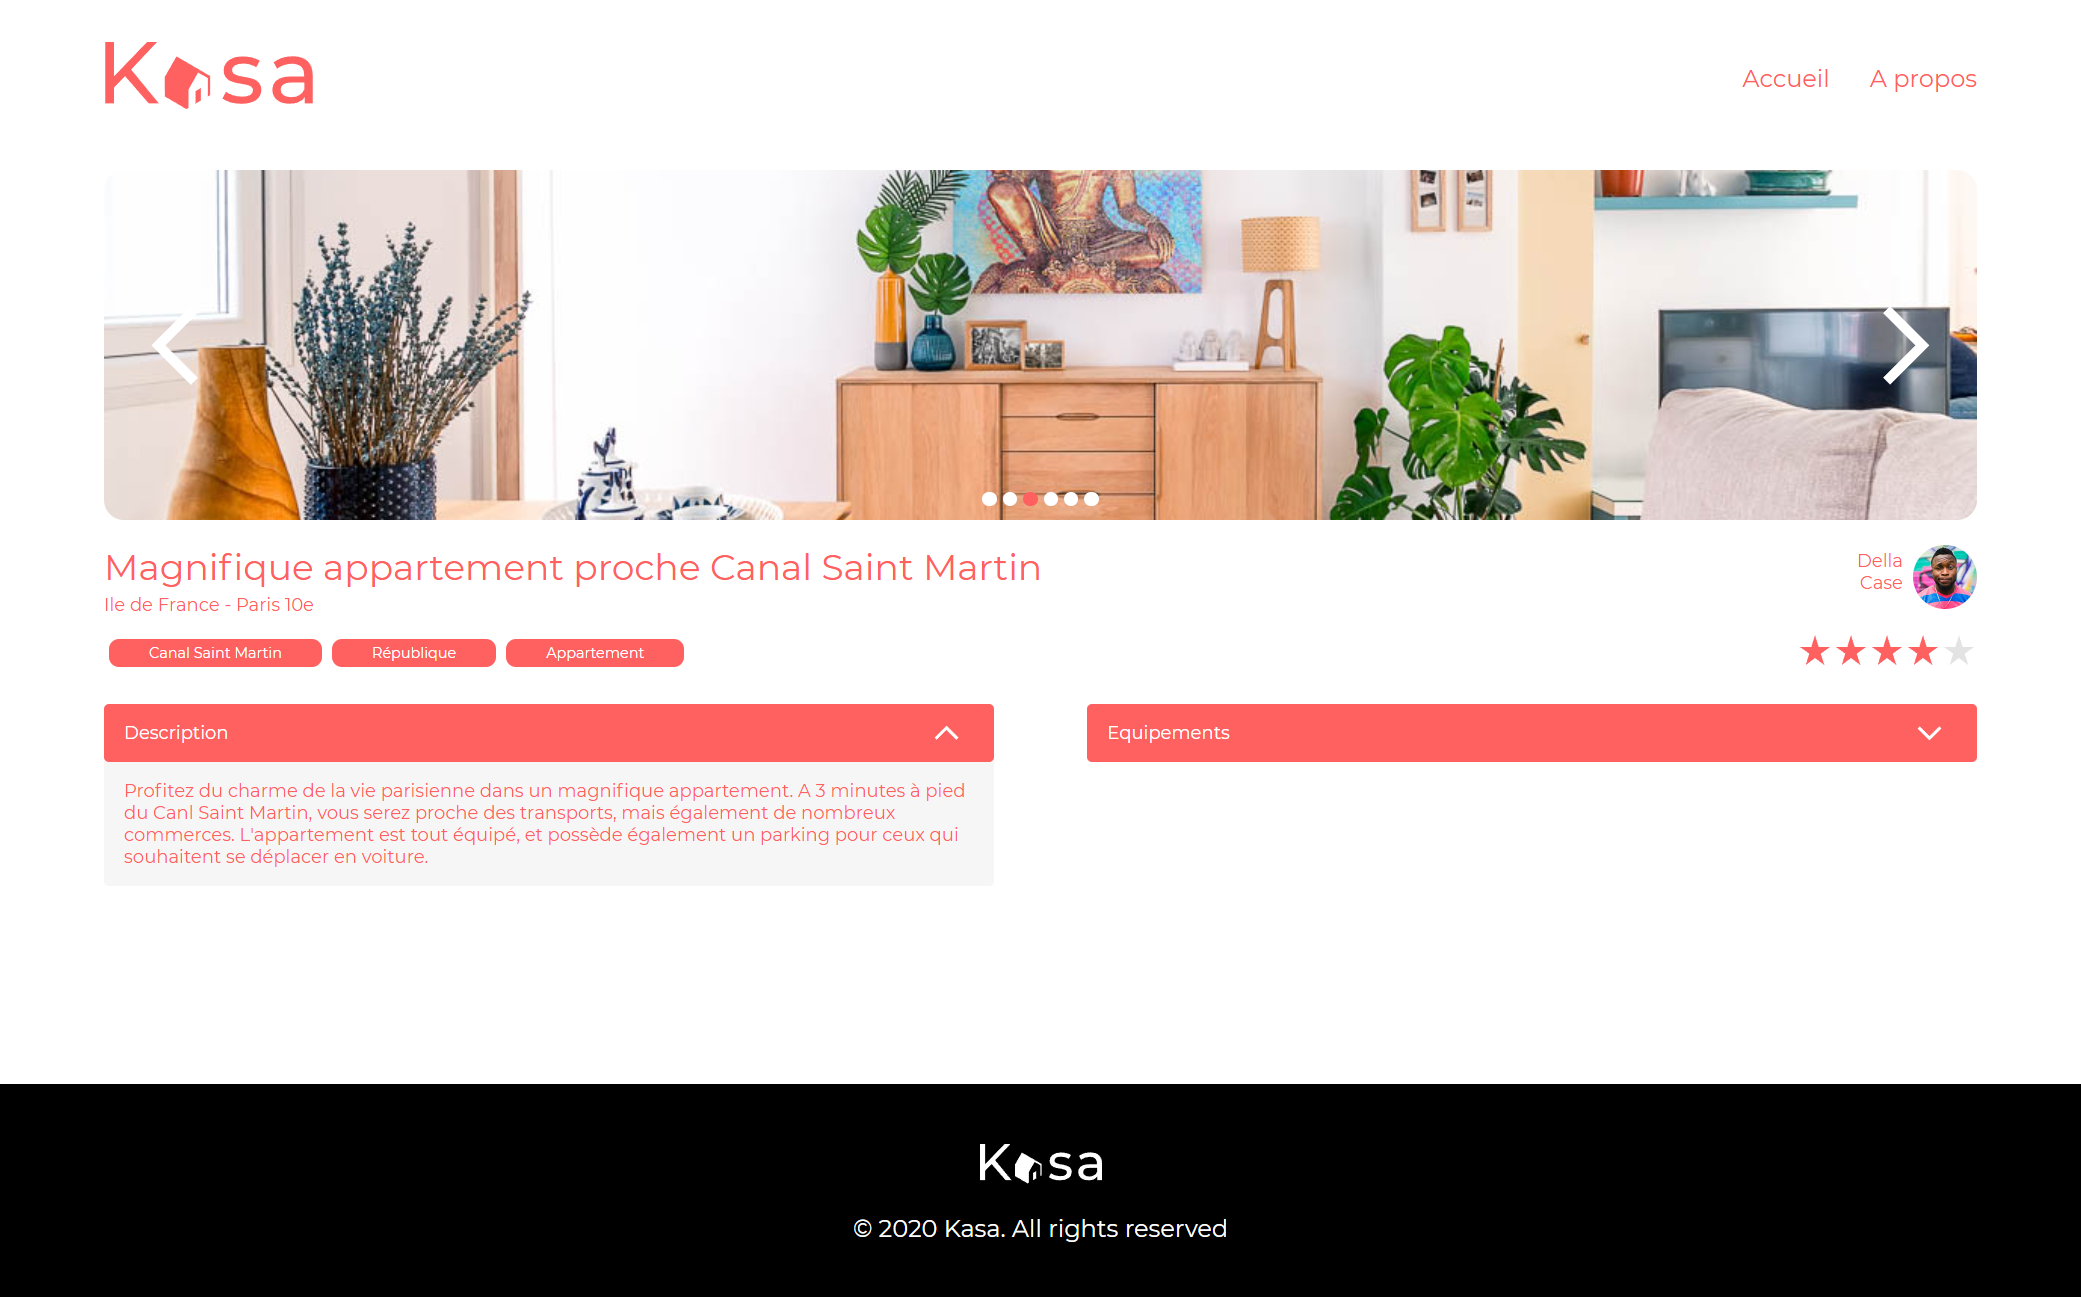 Kasa
Accueil A propos
Magnifique appartement proche Canal Saint Martin
Ile de France - Paris 10e
Della
Case
Canal Saint Martin République Appartement
Description
Equipements
Profitez du charme de la vie parisienne dans un magnifique appartement. A 3 minutes à pied
du Canl Saint Martin, vous serez proche des transports, mais également de nombreux
commerces. L'appartement est tout équipé, et possède également un parking pour ceux qui
souhaitent se déplacer en voiture.
Kasa
© 2020 Kasa. All rights reserved